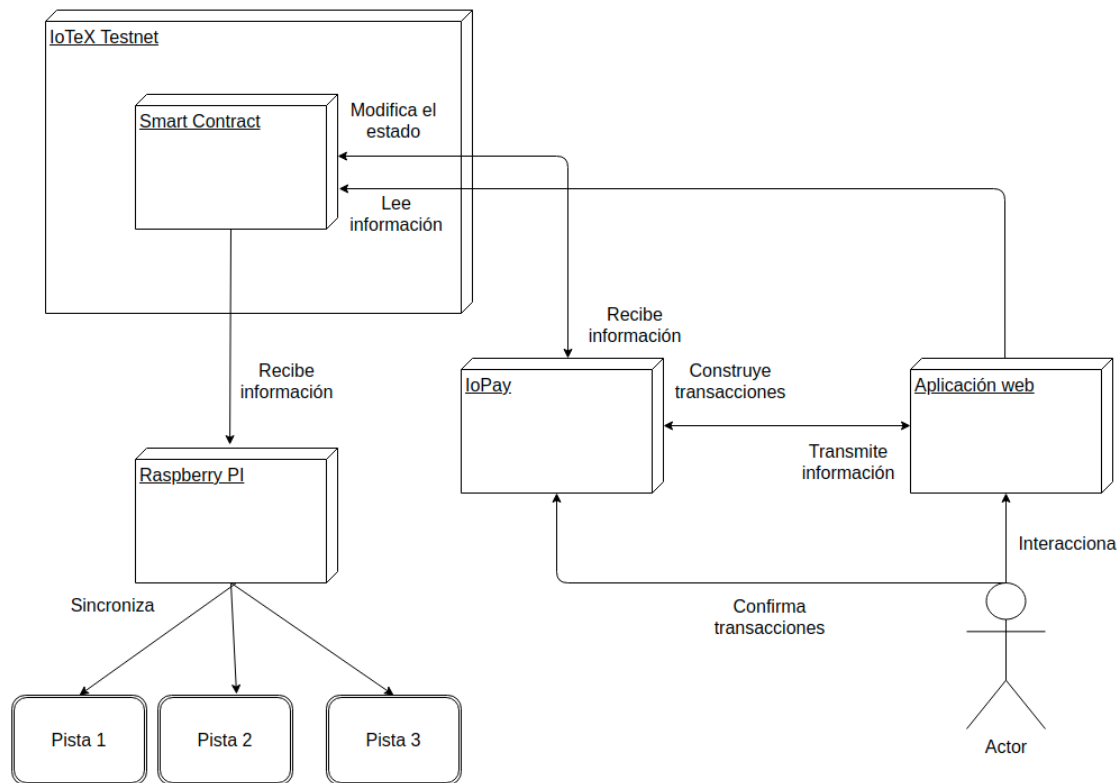 IoTeX Testnet
Smart Contract
Modifica el
estado
Lee
información
Recibe
información
Recibe
información
IoPay
Construye
transacciones
Aplicación web
Transmite
información
Raspberry PI
Interacciona
Sincroniza
Confirma
transacciones
Pista 1
Pista 2
Pista 3
Actor